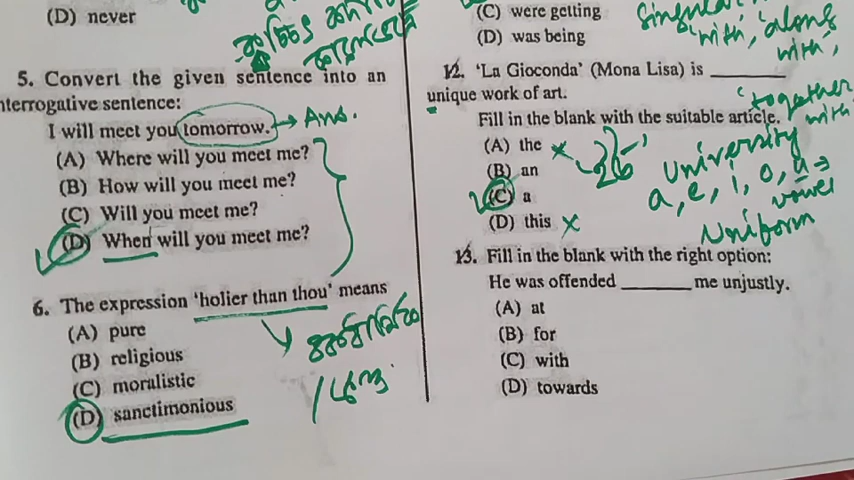 (D) never
5. Convert the given sentence into an
nterrogative sentence:
I will meet you tomorrow. → Ans.
(A) Where will you meet me?
(B) How will you meet me?
(C) Will you meet me?
(D) When will you meet me?
6. The expression 'holier than thou' means
(A) pure
(B) religious
(C) moralistic
(D) sanctimonious
(C) were getting
(D) was being
'with, 'along
with,
12. 'La Gioconda' (Mona Lisa) is ______
unique work of art.
'together
with
Fill in the blank with the suitable article.
(A) the
(B) an
(C) a
(D) this
University
a, e, i, o, u ⇒
vowel
Uniform
13. Fill in the blank with the right option:
He was offended ______ me unjustly.
(A) at
(B) for
(C) with
(D) towards